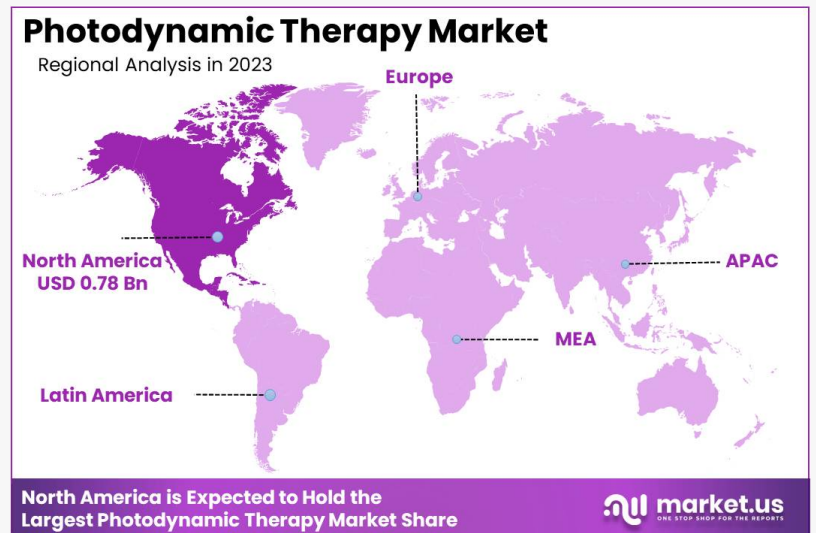 Photodynamic Therapy Market
Regional Analysis in 2023
Europe
North America
USD 0.78 Bn
APAC
MEA
Latin America
North America is Expected to Hold the
Largest Photodynamic Therapy Market Share
market.us
ONE STOP SHOP FOR THE REPORTS